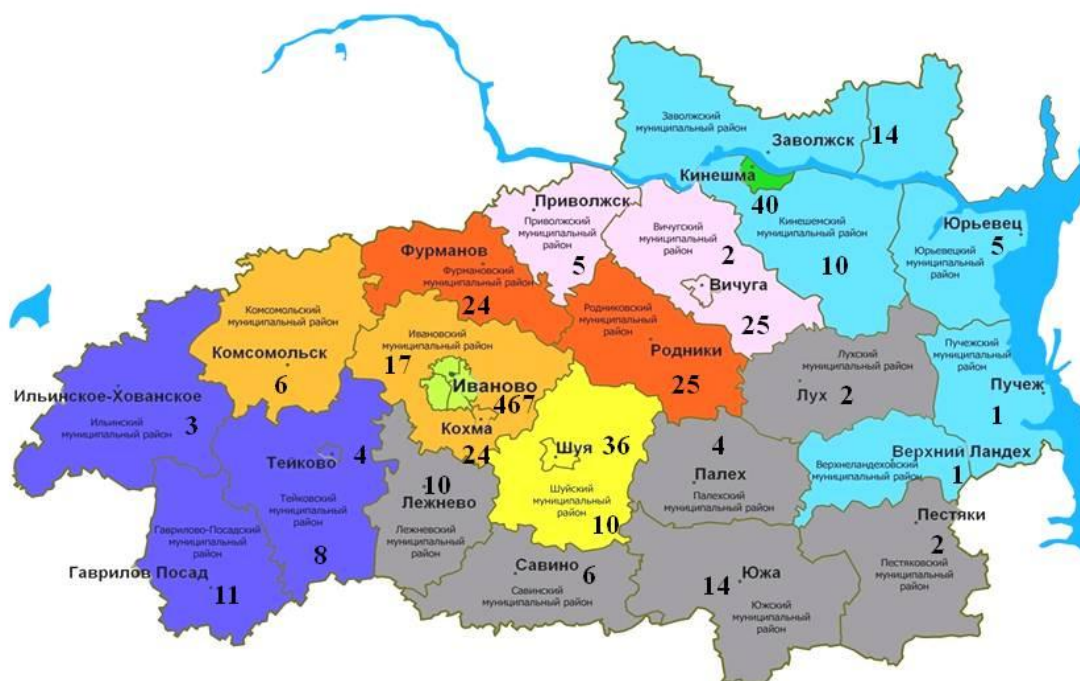 Заволжский
муниципальный район
Заволжск
14
Кинешма
40
Кинешемский
муниципальный район
10
Юрьевец
5
Юрьевецкий
муниципальный
район
Приволжск
Приволжский
муниципальный
район
5
Вичугский
муниципальный
район
2
Вичуга
25
Фурманов
Фурмановский
муниципальный район
24
Родниковский
муниципальный
район
Родники
25
Комсомольский
муниципальный район
Комсомольск
6
Ивановский
муниципальный район
17
Иваново
467
Кохма
24
Лухский
муниципальный район
Лух
2
Пучежский
муниципальный
район
Пучеж
1
Ильинское-Хованское
Ильинский
муниципальный район
3
Тейково
4
Тейковский
муниципальный
район
8
10
Лежнево
Лежневский
муниципальный
район
36
Шуя
Шуйский
муниципальный
район
10
4
Палех
Палехский
муниципальный район
Верхний Ландех
Верхнеландеховский
муниципальный район
1
Гаврилово-Посадский
муниципальный
район
Гаврилов Посад
11
Савино
6
Савинский
муниципальный район
Южа
14
Южский
муниципальный
район
Пестяки
2
Пестяковский
муниципальный
район